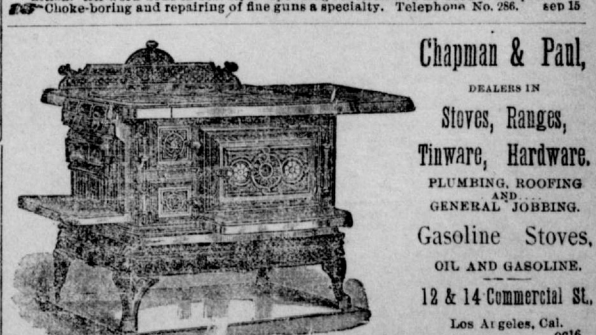 Choke-boring and repairing of fine guns a specialty. Telephone No. 286. sep 15
Chapman & Paul,
DEALERS IN
Stoves, Ranges,
Tinware, Hardware.
PLUMBING, ROOFING
AND....
GENERAL JOBBING.
Gasoline Stoves,
OIL AND GASOLINE.
12 & 14 Commercial St.,
Los Angeles, Cal.
oc16